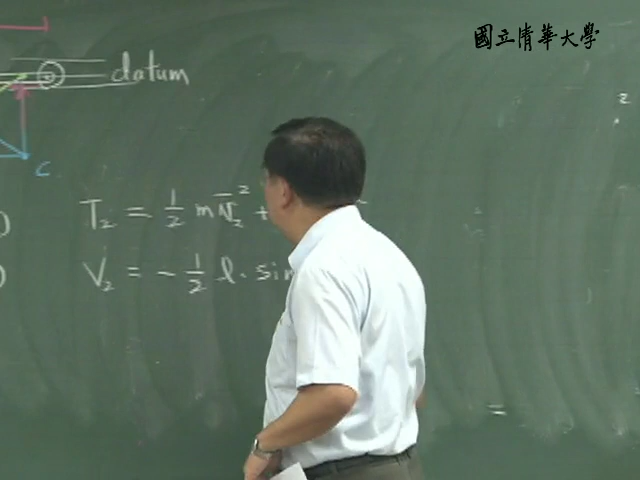 國立清華大學
datum
C
T₂ = 1/2 m v̄₂² +
V₂ = - 1/2 l · sin